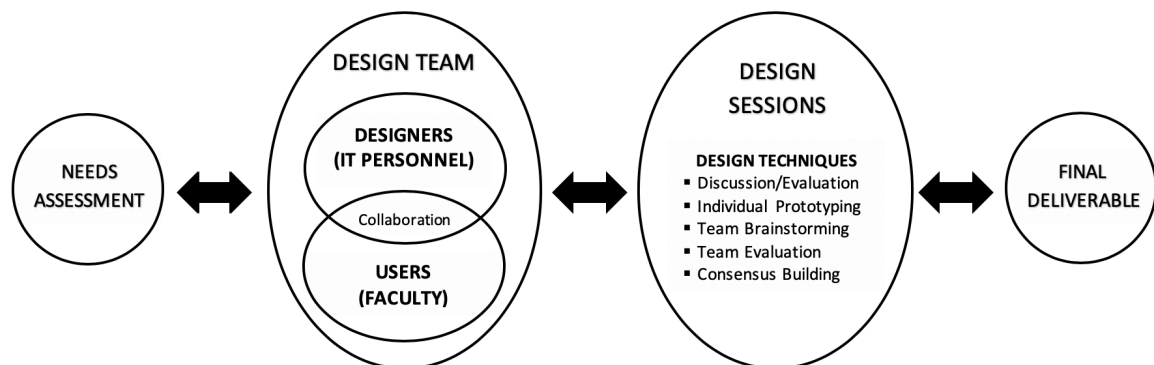 NEEDS
ASSESSMENT
DESIGN TEAM
DESIGNERS
(IT PERSONNEL)
Collaboration
USERS
(FACULTY)
DESIGN
SESSIONS
DESIGN TECHNIQUES
▪ Discussion/Evaluation
▪ Individual Prototyping
▪ Team Brainstorming
▪ Team Evaluation
▪ Consensus Building
FINAL
DELIVERABLE